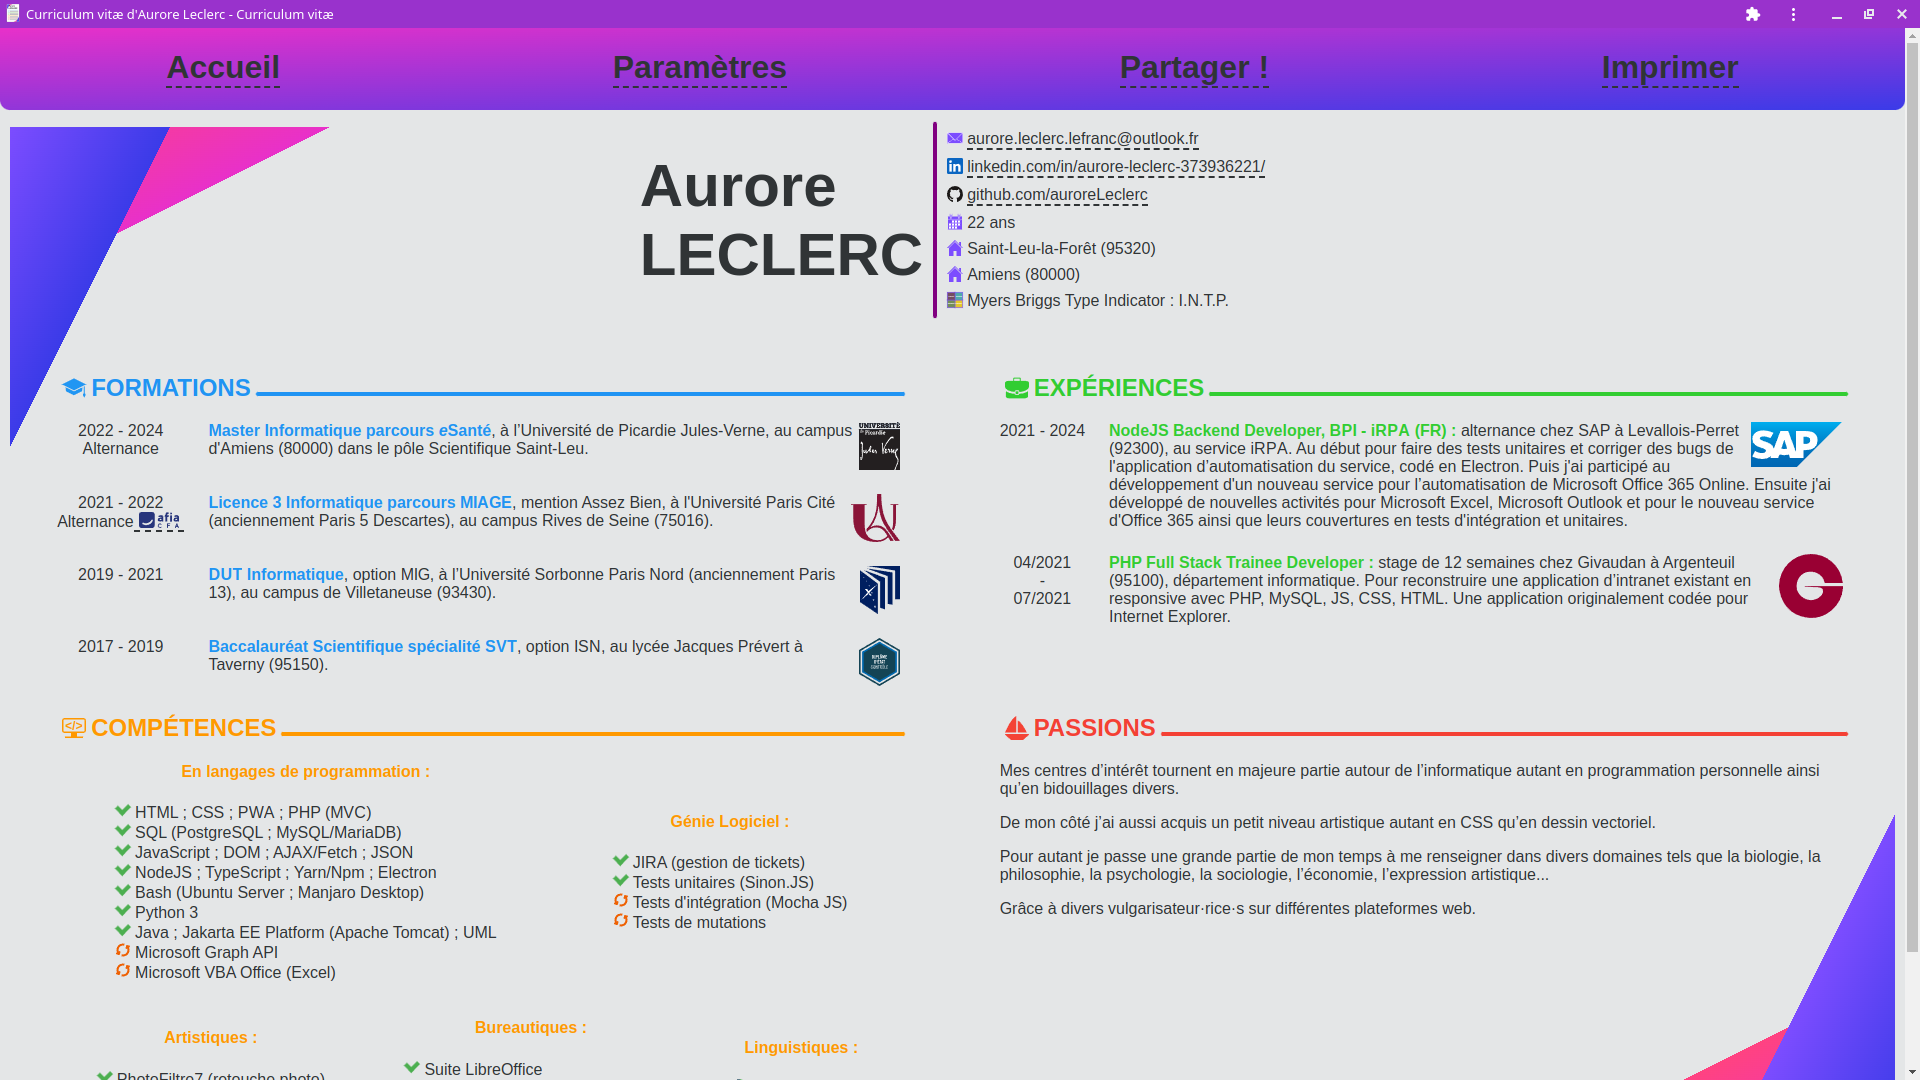 Curriculum vitæ d'Aurore Leclerc - Curriculum vitæ
Accueil
Paramètres
Partager !
Imprimer
Aurore
LECLERC
aurore.leclerc.lefranc@outlook.fr
linkedin.com/in/aurore-leclerc-373936221/
github.com/auroreLeclerc
22 ans
Saint-Leu-la-Forêt (95320)
Amiens (80000)
Myers Briggs Type Indicator : I.N.T.P.
FORMATIONS
2022 - 2024
Alternance
Master Informatique parcours eSanté, à l’Université de Picardie Jules-Verne, au campus
d'Amiens (80000) dans le pôle Scientifique Saint-Leu.
UNIVERSITÉ
de Picardie
Jules Verne
2021 - 2022
Alternance afia
CFA
Licence 3 Informatique parcours MIAGE, mention Assez Bien, à l'Université Paris Cité
(anciennement Paris 5 Descartes), au campus Rives de Seine (75016).
2019 - 2021
DUT Informatique, option MIG, à l’Université Sorbonne Paris Nord (anciennement Paris
13), au campus de Villetaneuse (93430).
2017 - 2019
Baccalauréat Scientifique spécialité SVT, option ISN, au lycée Jacques Prévert à
Taverny (95150).
DIPLÔME
D'ÉTAT
CONTRÔLÉ
EXPÉRIENCES
2021 - 2024
NodeJS Backend Developer, BPI - iRPA (FR) : alternance chez SAP à Levallois-Perret
(92300), au service iRPA. Au début pour faire des tests unitaires et corriger des bugs de
l'application d’automatisation du service, codé en Electron. Puis j'ai participé au
développement d'un nouveau service pour l’automatisation de Microsoft Office 365 Online. Ensuite j'ai
développé de nouvelles activités pour Microsoft Excel, Microsoft Outlook et pour le nouveau service
d'Office 365 ainsi que leurs couvertures en tests d'intégration et unitaires.
SAP
04/2021
-
07/2021
PHP Full Stack Trainee Developer : stage de 12 semaines chez Givaudan à Argenteuil
(95100), département informatique. Pour reconstruire une application d’intranet existant en
responsive avec PHP, MySQL, JS, CSS, HTML. Une application originalement codée pour
Internet Explorer.
COMPÉTENCES
En langages de programmation :
HTML ; CSS ; PWA ; PHP (MVC)
SQL (PostgreSQL ; MySQL/MariaDB)
JavaScript ; DOM ; AJAX/Fetch ; JSON
NodeJS ; TypeScript ; Yarn/Npm ; Electron
Bash (Ubuntu Server ; Manjaro Desktop)
Python 3
Java ; Jakarta EE Platform (Apache Tomcat) ; UML
Microsoft Graph API
Microsoft VBA Office (Excel)
Génie Logiciel :
JIRA (gestion de tickets)
Tests unitaires (Sinon.JS)
Tests d'intégration (Mocha JS)
Tests de mutations
Artistiques :
PhotoFiltre7 (retouche photo)
Bureautiques :
Suite LibreOffice
Linguistiques :
PASSIONS
Mes centres d’intérêt tournent en majeure partie autour de l’informatique autant en programmation personnelle ainsi
qu’en bidouillages divers.
De mon côté j’ai aussi acquis un petit niveau artistique autant en CSS qu’en dessin vectoriel.
Pour autant je passe une grande partie de mon temps à me renseigner dans divers domaines tels que la biologie, la
philosophie, la psychologie, la sociologie, l’économie, l’expression artistique...
Grâce à divers vulgarisateur·rice·s sur différentes plateformes web.